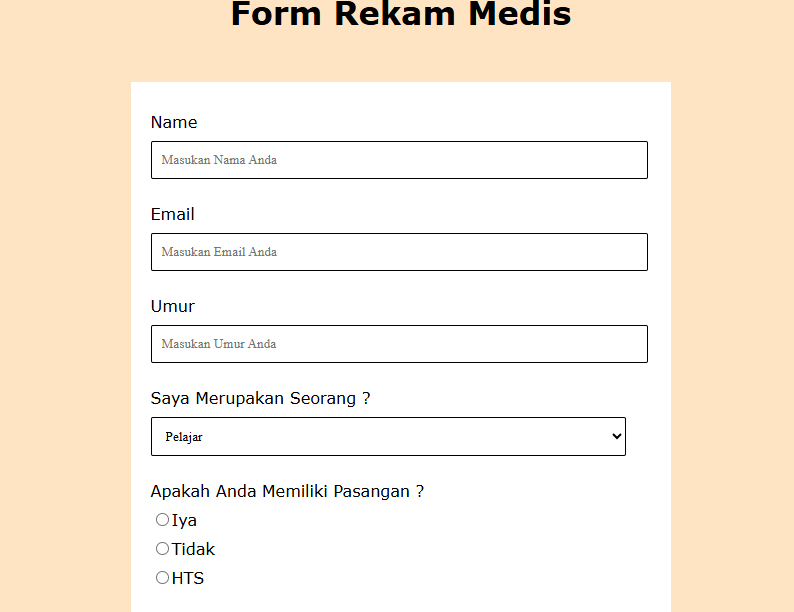 Form Rekam Medis
Name
Masukan Nama Anda
Email
Masukan Email Anda
Umur
Masukan Umur Anda
Saya Merupakan Seorang ?
Pelajar
Apakah Anda Memiliki Pasangan ?
Iya
Tidak
HTS